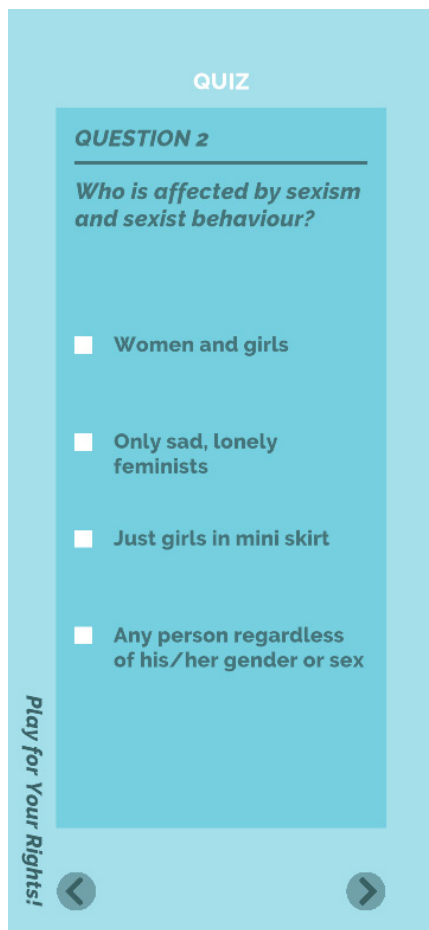 QUIZ
QUESTION 2
Who is affected by sexism
and sexist behaviour?
Women and girls
Only sad, lonely
feminists
Just girls in mini skirt
Any person regardless
of his/her gender or sex
Play for Your Rights!